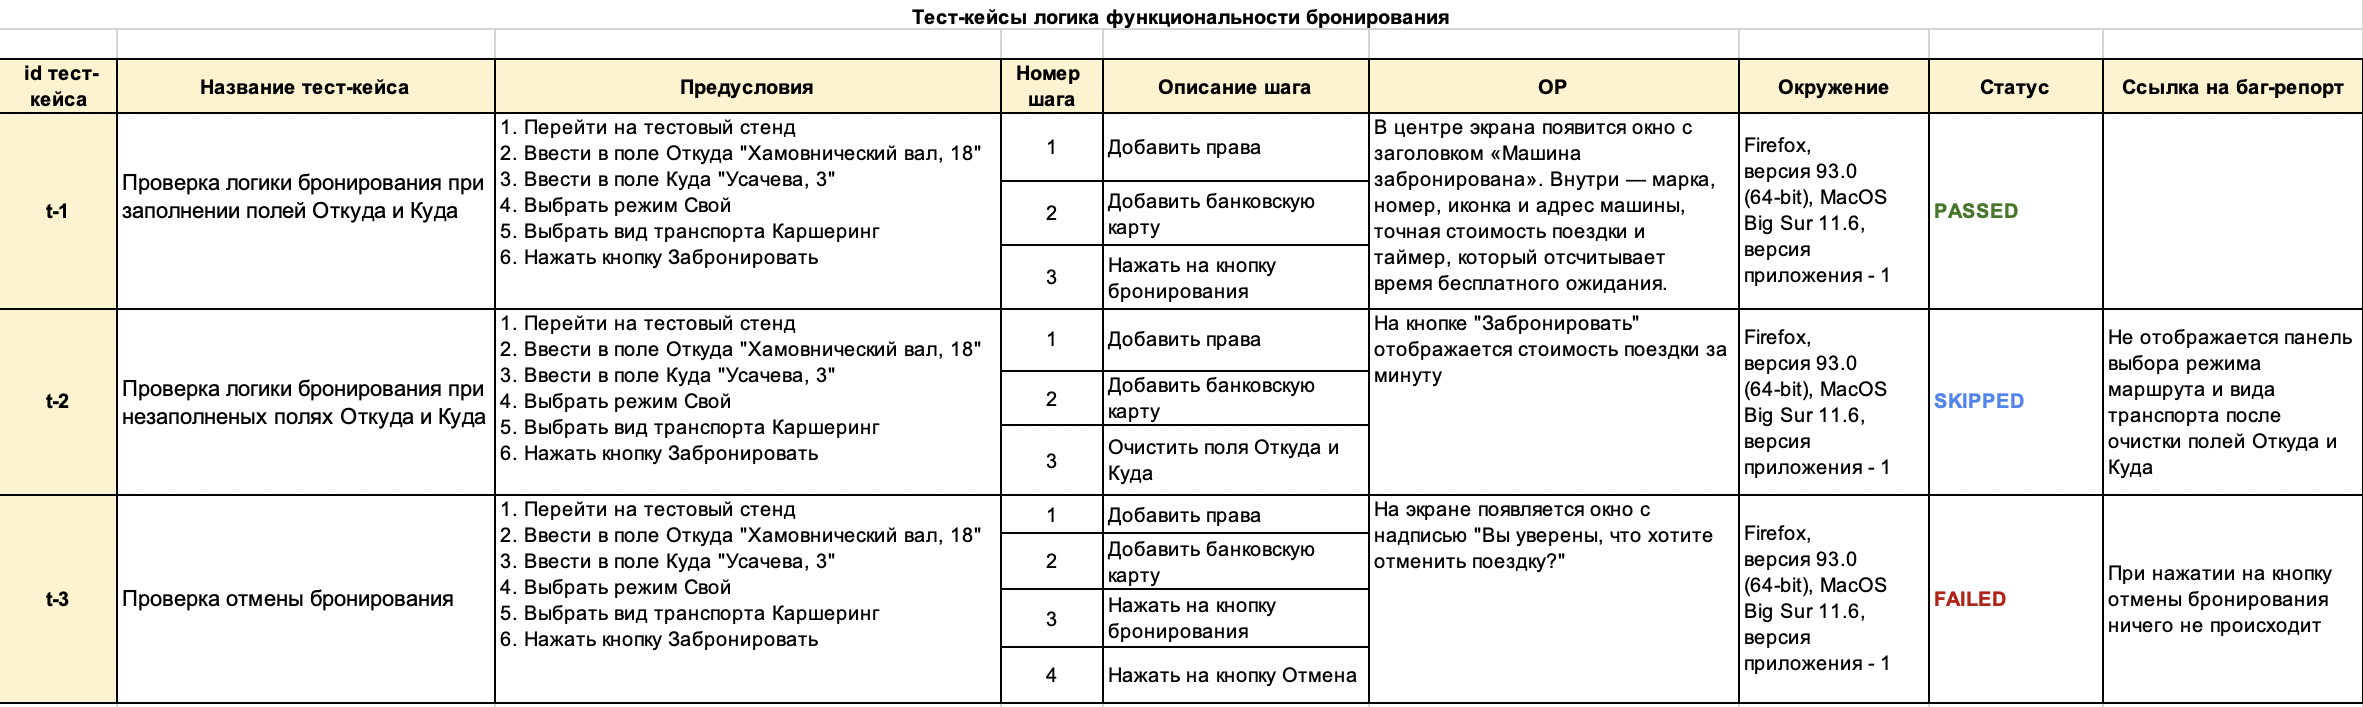 Тест-кейсы логика функциональности бронирования
id тест-
кейса
Название тест-кейса
Предусловия
Номер
шага
Описание шага
ОР
Окружение
Статус
Ссылка на баг-репорт
t-1
Проверка логики бронирования при
заполнении полей Откуда и Куда
1. Перейти на тестовый стенд
2. Ввести в поле Откуда "Хамовнический вал, 18"
3. Ввести в поле Куда "Усачева, 3"
4. Выбрать режим Свой
5. Выбрать вид транспорта Каршеринг
6. Нажать кнопку Забронировать
1
Добавить права
2
Добавить банковскую
карту
3
Нажать на кнопку
бронирования
В центре экрана появится окно с
заголовком «Машина
забронирована». Внутри — марка,
номер, иконка и адрес машины,
точная стоимость поездки и
таймер, который отсчитывает
время бесплатного ожидания.
Firefox,
версия 93.0
(64-bit), MacOS
Big Sur 11.6,
версия
приложения - 1
PASSED
t-2
Проверка логики бронирования при
незаполненых полях Откуда и Куда
1. Перейти на тестовый стенд
2. Ввести в поле Откуда "Хамовнический вал, 18"
3. Ввести в поле Куда "Усачева, 3"
4. Выбрать режим Свой
5. Выбрать вид транспорта Каршеринг
6. Нажать кнопку Забронировать
1
Добавить права
2
Добавить банковскую
карту
3
Очистить поля Откуда и
Куда
На кнопке "Забронировать"
отображается стоимость поездки за
минуту
Firefox,
версия 93.0
(64-bit), MacOS
Big Sur 11.6,
версия
приложения - 1
SKIPPED
Не отображается панель
выбора режима
маршрута и вида
транспорта после
очистки полей Откуда и
Куда
t-3
Проверка отмены бронирования
1. Перейти на тестовый стенд
2. Ввести в поле Откуда "Хамовнический вал, 18"
3. Ввести в поле Куда "Усачева, 3"
4. Выбрать режим Свой
5. Выбрать вид транспорта Каршеринг
6. Нажать кнопку Забронировать
1
Добавить права
2
Добавить банковскую
карту
3
Нажать на кнопку
бронирования
4
Нажать на кнопку Отмена
На экране появляется окно с
надписью "Вы уверены, что хотите
отменить поездку?"
Firefox,
версия 93.0
(64-bit), MacOS
Big Sur 11.6,
версия
приложения - 1
FAILED
При нажатии на кнопку
отмены бронирования
ничего не происходит